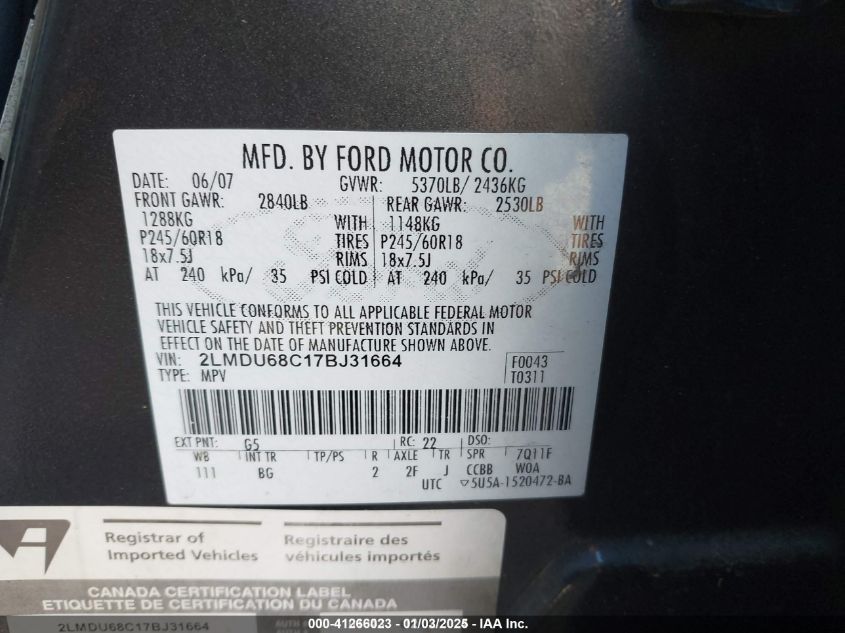 MFD. BY FORD MOTOR CO.
DATE: 06/07 GVWR: 5370LB/ 2436KG
FRONT GAWR: 2840LB REAR GAWR: 2530LB
1288KG WITH 1148KG WITH
P245/60R18 TIRES P245/60R18 TIRES
18x7.5J RIMS 18x7.5J RIMS
AT 240 kPa/ 35 PSI COLD AT 240 kPa/ 35 PSI COLD
THIS VEHICLE CONFORMS TO ALL APPLICABLE FEDERAL MOTOR
VEHICLE SAFETY AND THEFT PREVENTION STANDARDS IN
EFFECT ON THE DATE OF MANUFACTURE SHOWN ABOVE.
VIN: 2LMDU68C17BJ31664 F0043
TYPE: MPV T0311
EXT PNT: G5 RC: 22 DSO:
WB INT TR TP/PS R AXLE TR SPR 7Q11F
111 BG 2 2F J CCBB WOA
UTC ▽5U5A-1520472-BA
Registrar of Registraire des
Imported Vehicles véhicules importés
CANADA CERTIFICATION LABEL
ETIQUETTE DE CERTIFICATION DU CANADA
2LMDU68C17BJ31664
000-41266023 - 01/03/2025 - IAA Inc.